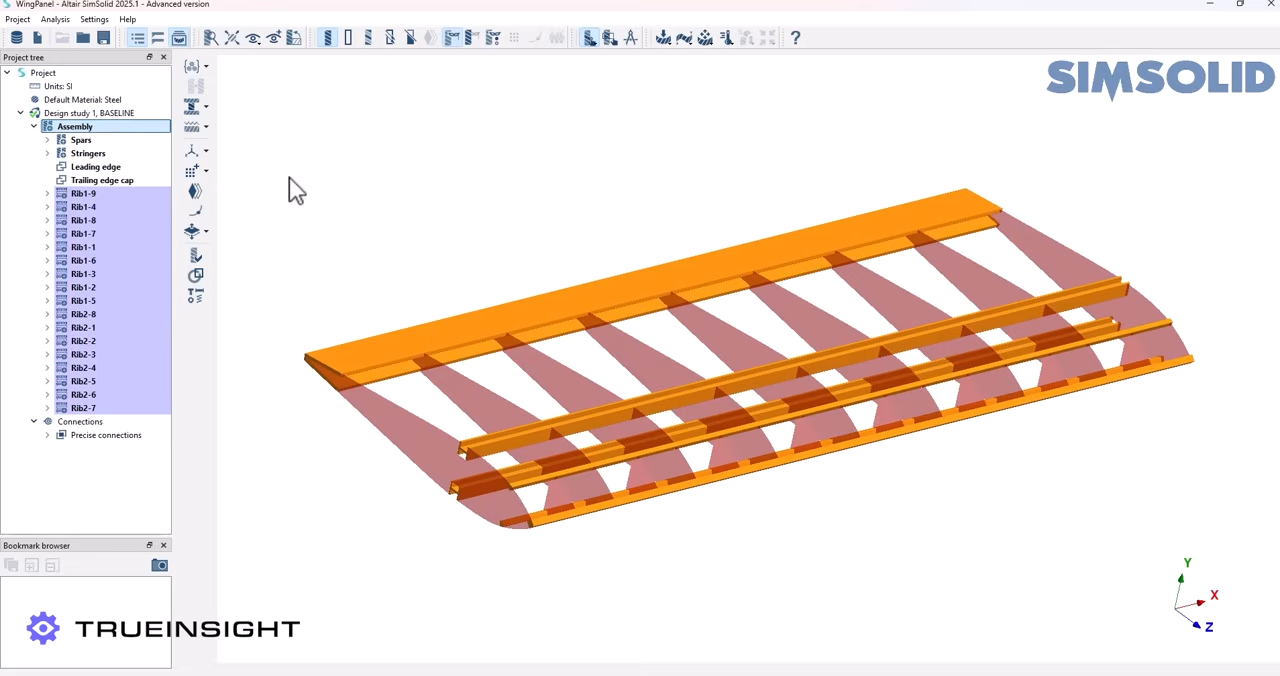 WingPanel - Altair SimSolid 2025.1 - Advanced version
Project Analysis Settings Help
?
Project tree
Project
Units: SI
Default Material: Steel
Design study 1, BASELINE
Assembly
Spars
Stringers
Leading edge
Trailing edge cap
Rib1-9
Rib1-4
Rib1-8
Rib1-7
Rib1-1
Rib1-6
Rib1-3
Rib1-2
Rib1-5
Rib2-8
Rib2-1
Rib2-2
Rib2-3
Rib2-4
Rib2-5
Rib2-6
Rib2-7
Connections
Precise connections
Bookmark browser
TRUEINSIGHT
SIMSOLID
Y
X
Z